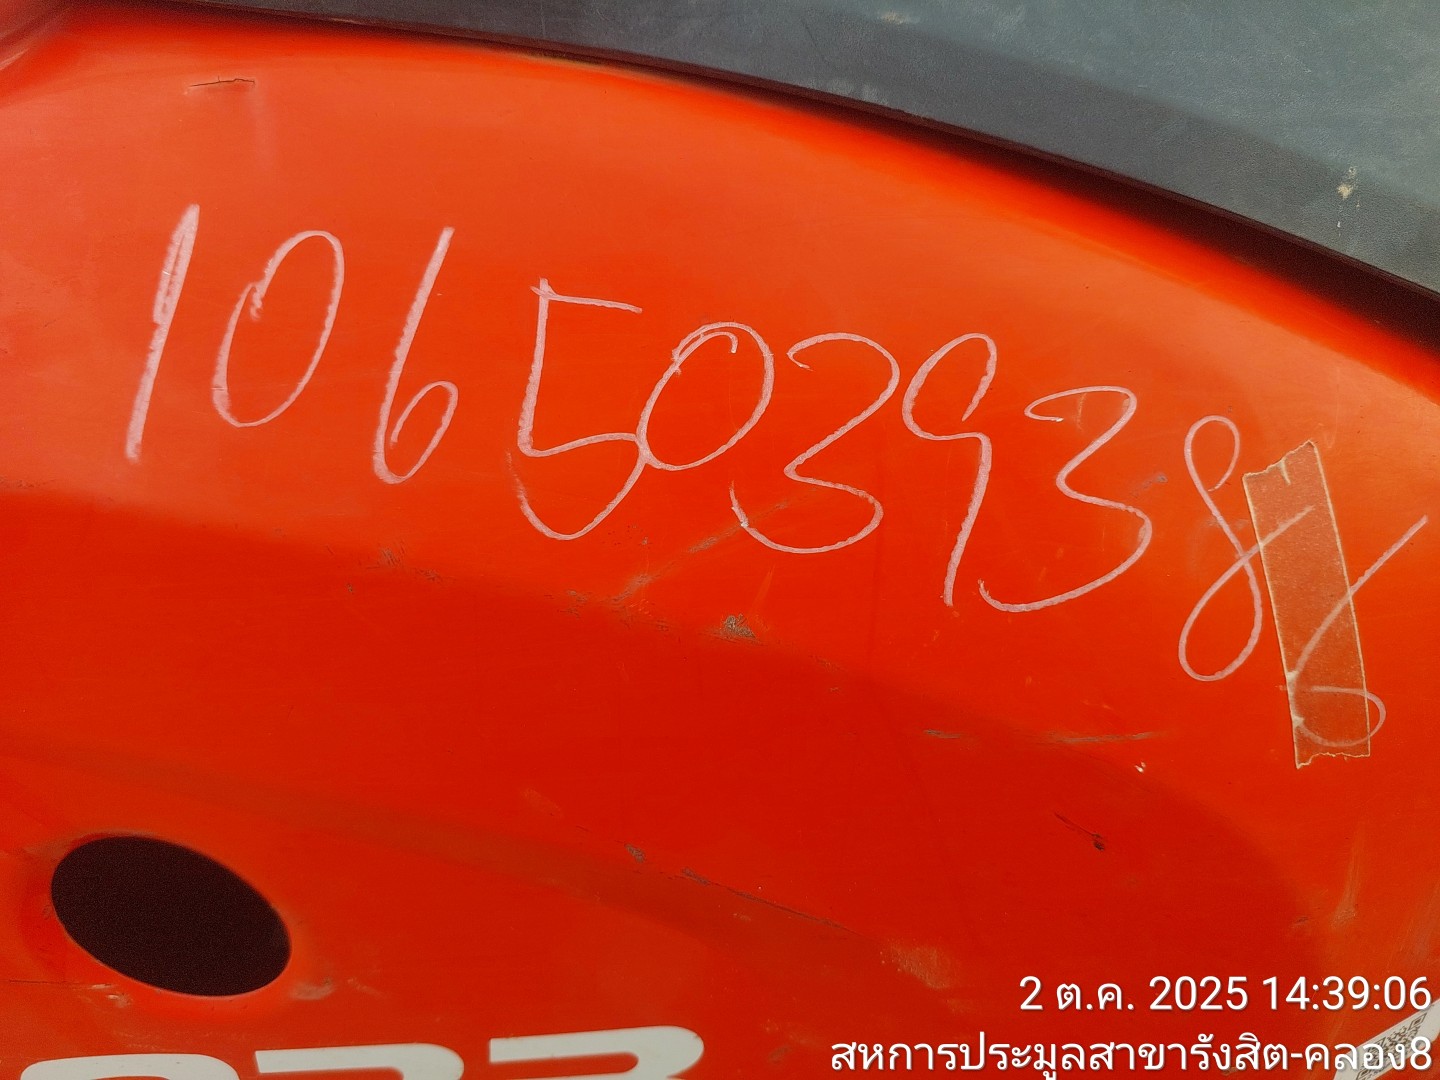 1065039388
2 ต.ค. 2025 14:39:06
สหการประมูลสาขารังสิต-คลอง8